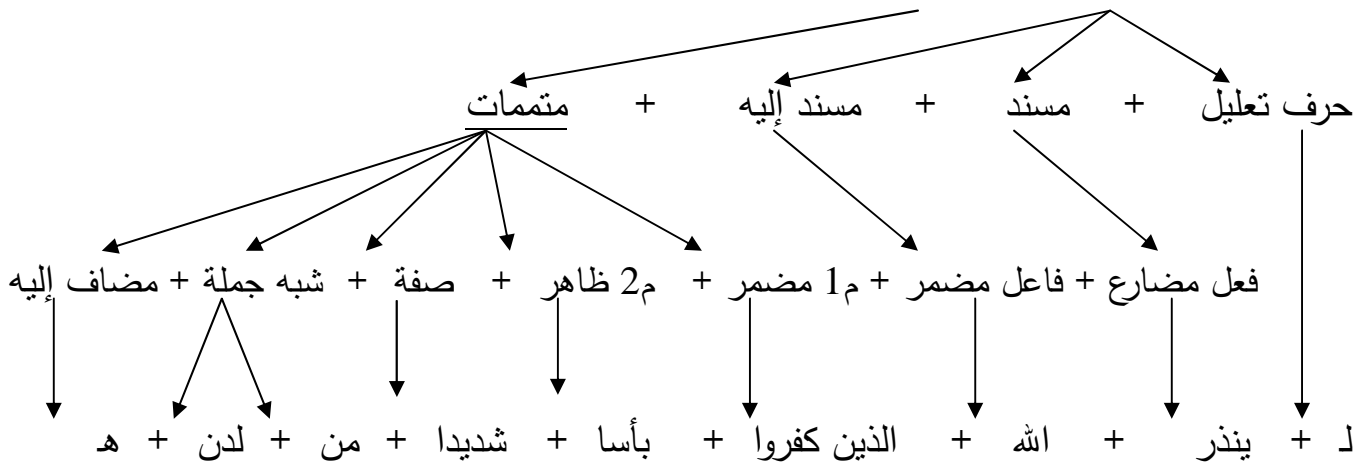 حرف تعليل + مسند + مسند إليه + متممات
فعل مضارع + فاعل مضمر + م1 مضمر + م2 ظاهر + صفة + شبه جملة + مضاف إليه
لـ + ينذر + الله + الذين كفروا + بأسا + شديدا + من + لدن + هـ